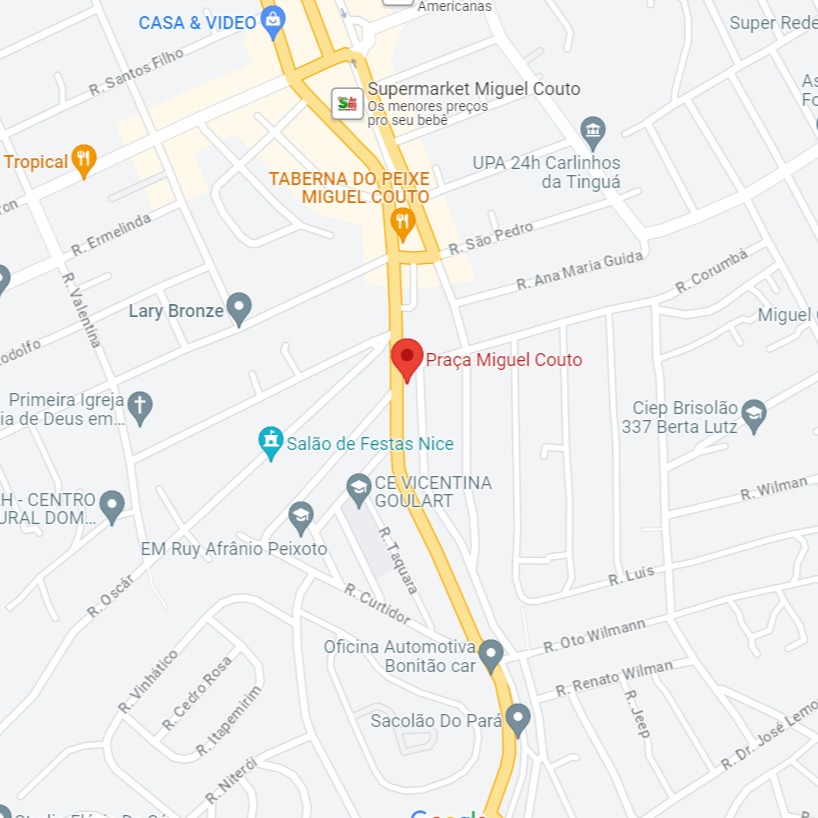 Americanas
CASA & VIDEO
Super Rede
R. Santos Filho
Supermarket Miguel Couto
Os menores preços
pro seu bebê
Tropical
TABERNA DO PEIXE
MIGUEL COUTO
UPA 24h Carlinhos
da Tinguá
R. Ermelinda
R. São Pedro
R. Ana Maria Guida
R. Corumbá
R. Valentina
Lary Bronze
Miguel
odolfo
Praça Miguel Couto
Primeira Igreja
ia de Deus em...
Ciep Brisolão
337 Berta Lutz
Salão de Festas Nice
H - CENTRO
URAL DOM...
CE VICENTINA
GOULART
R. Wilman
EM Ruy Afrânio Peixoto
R. Taquara
R. Luís
R. Oscár
R. Curtidor
R. Oto Wilmann
Oficina Automotiva
Bonitão car
R. Vinhático
R. Cedro Rosa
R. Itapemirim
R. Renato Wilman
R. Jeep
Sacolão Do Pará
R. Dr. José Lemo
R. Niterói
Google